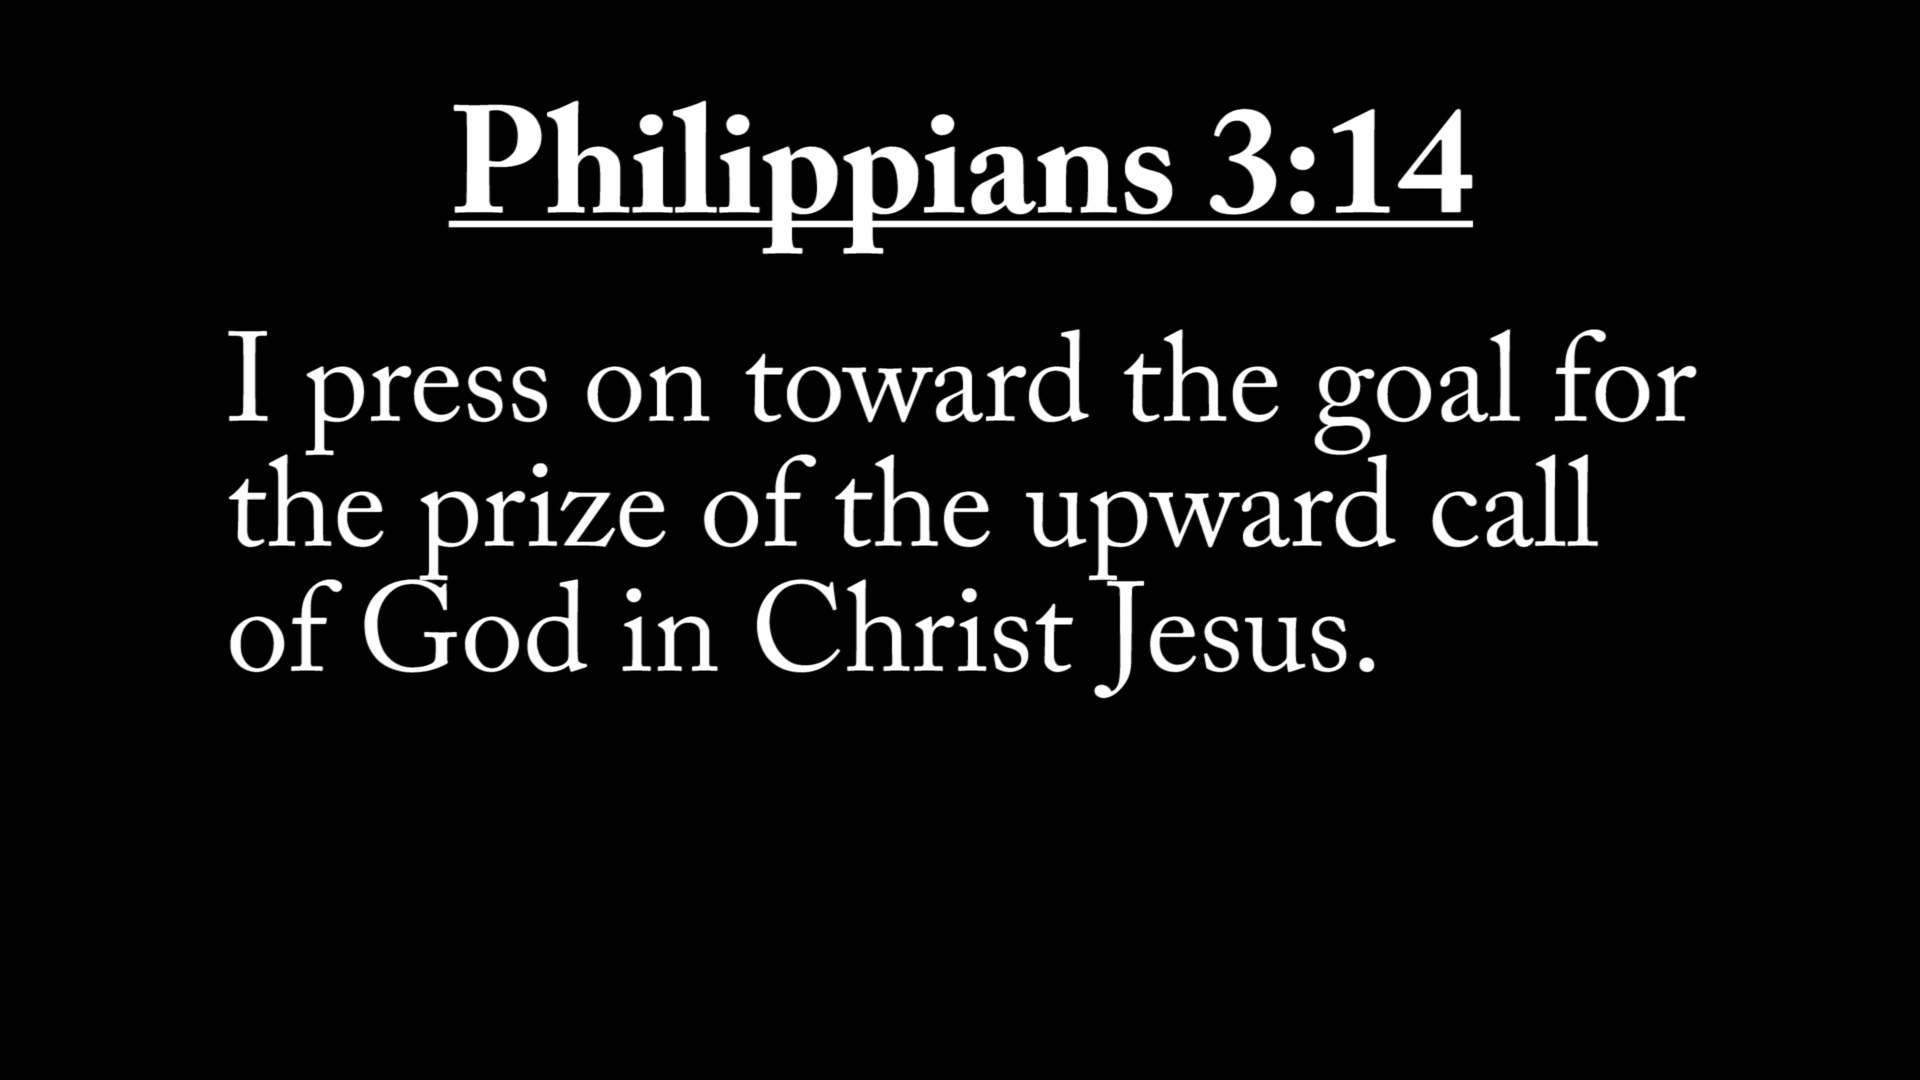 Philippians 3:14
I press on toward the goal for
the prize of the upward call
of God in Christ Jesus.